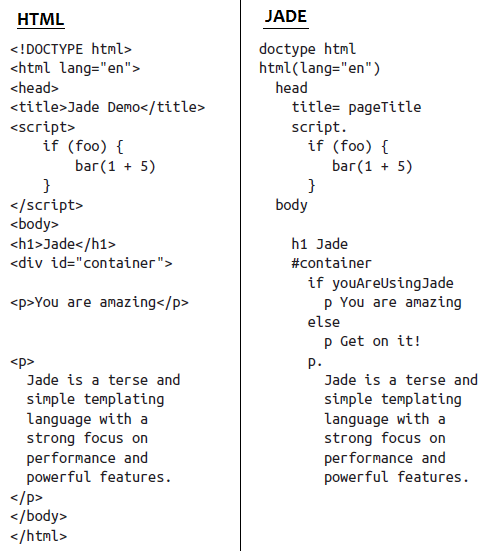 HTML
<!DOCTYPE html>
<html lang="en">
<head>
<title>Jade Demo</title>
<script>
    if (foo) {
        bar(1 + 5)
    }
</script>
<body>
<h1>Jade</h1>
<div id="container">
<p>You are amazing</p>
<p>
  Jade is a terse and
  simple templating
  language with a
  strong focus on
  performance and
  powerful features.
</p>
</body>
</html>
JADE
doctype html
html(lang="en")
  head
    title= pageTitle
    script.
      if (foo) {
         bar(1 + 5)
      }
  body
    h1 Jade
    #container
      if youAreUsingJade
        p You are amazing
      else
        p Get on it!
      p.
        Jade is a terse and
        simple templating
        language with a
        strong focus on
        performance and
        powerful features.